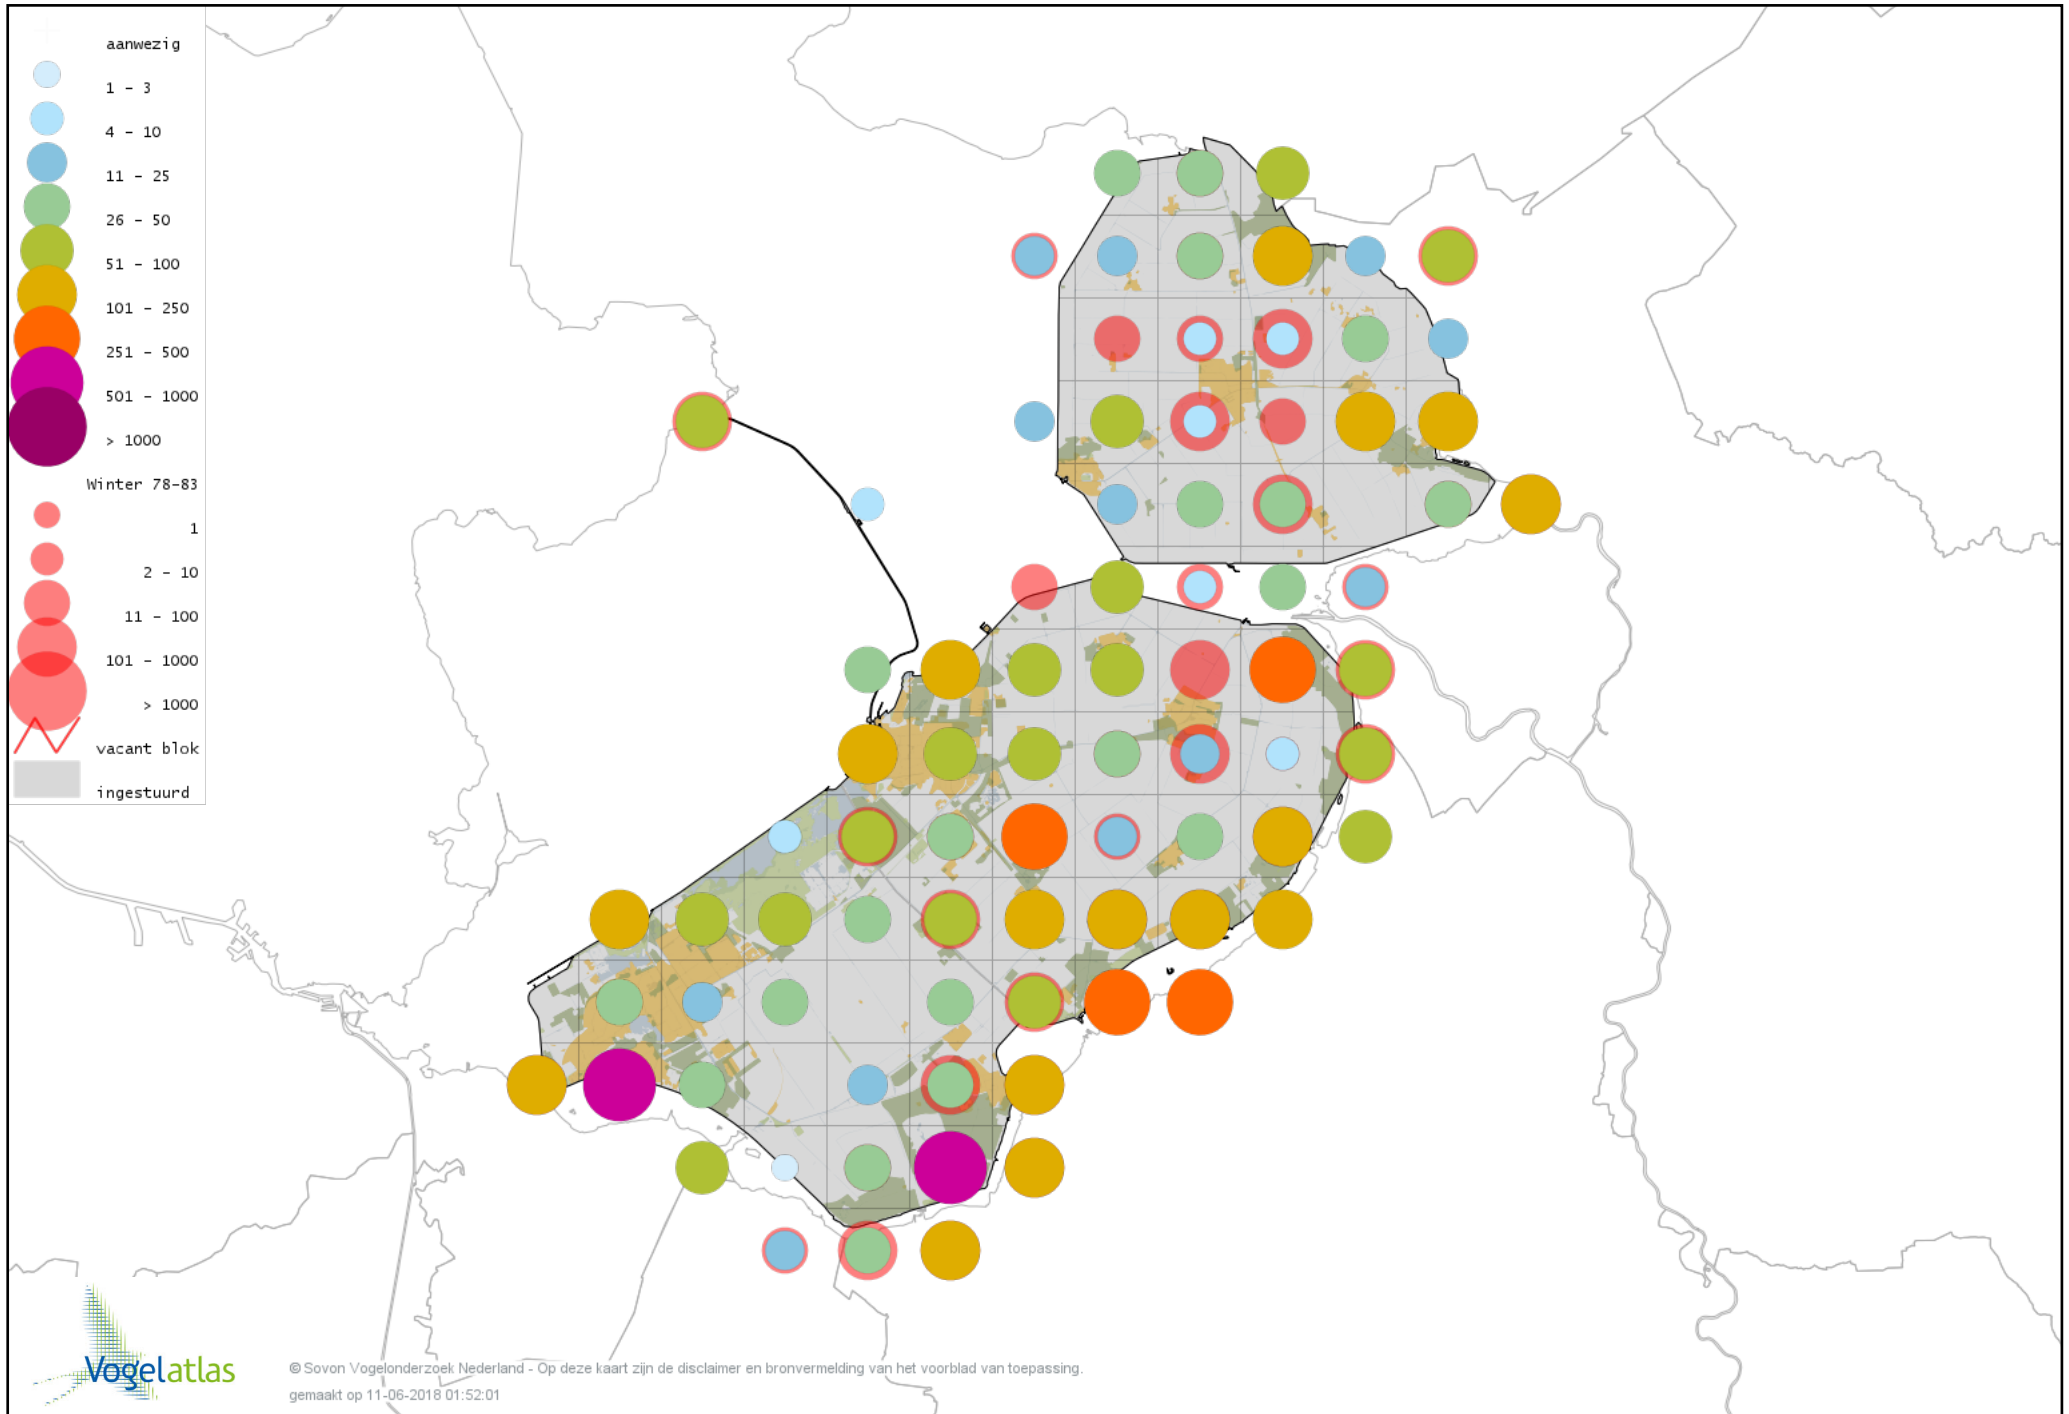 aanwezig
1 - 3
4 - 10
11 - 25
26 - 50
51 - 100
101 - 250
251 - 500
501 - 1000
> 1000
Winter 78-83
1
2 - 10
11 - 100
101 - 1000
> 1000
vacant blok
ingestuurd
Vogelatlas
© Sovon Vogelonderzoek Nederland - Op deze kaart zijn de disclaimer en bronvermelding van het voorblad van toepassing.
gemaakt op 11-06-2018 01:52:01